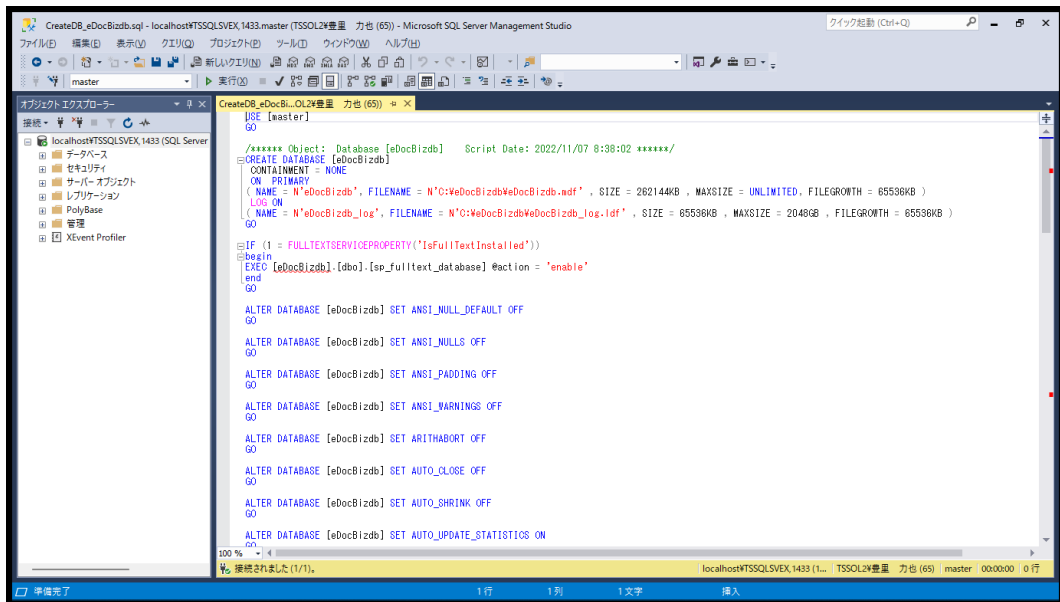 CreateDB_eDocBizdb.sql - localhost¥TSSQLSVEX,1433.master (TSSOL2¥豊里 力也 (65)) - Microsoft SQL Server Management Studio
クイック起動 (Ctrl+Q)
ファイル(F) 編集(E) 表示(V) クエリ(Q) プロジェクト(P) ツール(T) ウィンドウ(W) ヘルプ(H)
新しいクエリ(N)
master 実行(X)
オブジェクト エクスプローラー
接続
localhost¥TSSQLSVEX,1433 (SQL Server
データベース
セキュリティ
サーバー オブジェクト
レプリケーション
PolyBase
管理
XEvent Profiler
CreateDB_eDocBi...OL2¥豊里 力也 (65))
USE [master]
GO
/****** Object: Database [eDocBizdb] Script Date: 2022/11/07 8:38:02 ******/
CREATE DATABASE [eDocBizdb]
CONTAINMENT = NONE
ON PRIMARY
( NAME = N'eDocBizdb', FILENAME = N'C:¥eDocBizdb¥eDocBizdb.mdf' , SIZE = 262144KB , MAXSIZE = UNLIMITED, FILEGROWTH = 65536KB )
LOG ON
( NAME = N'eDocBizdb_log', FILENAME = N'C:¥eDocBizdb¥eDocBizdb_log.ldf' , SIZE = 65536KB , MAXSIZE = 2048GB , FILEGROWTH = 65536KB )
GO
IF (1 = FULLTEXTSERVICEPROPERTY('IsFullTextInstalled'))
begin
EXEC [eDocBizdb].[dbo].[sp_fulltext_database] @action = 'enable'
end
GO
ALTER DATABASE [eDocBizdb] SET ANSI_NULL_DEFAULT OFF
GO
ALTER DATABASE [eDocBizdb] SET ANSI_NULLS OFF
GO
ALTER DATABASE [eDocBizdb] SET ANSI_PADDING OFF
GO
ALTER DATABASE [eDocBizdb] SET ANSI_WARNINGS OFF
GO
ALTER DATABASE [eDocBizdb] SET ARITHABORT OFF
GO
ALTER DATABASE [eDocBizdb] SET AUTO_CLOSE OFF
GO
ALTER DATABASE [eDocBizdb] SET AUTO_SHRINK OFF
GO
ALTER DATABASE [eDocBizdb] SET AUTO_UPDATE_STATISTICS ON
GO
100 %
接続されました (1/1)。 localhost¥TSSQLSVEX,1433 (1... TSSOL2¥豊里 力也 (65) master 00:00:00 0 行
準備完了 1 行 1 列 1 文字 挿入